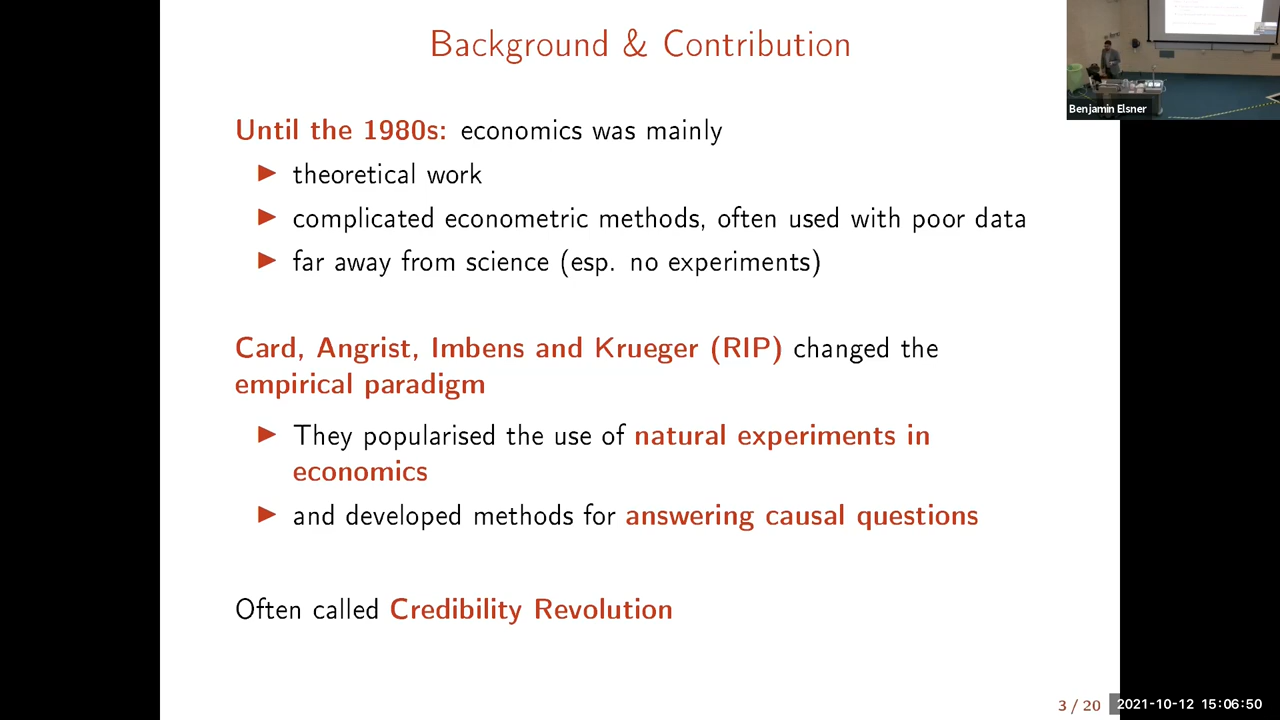 Background & Contribution
Benjamin Elsner
Until the 1980s: economics was mainly
▶ theoretical work
▶ complicated econometric methods, often used with poor data
▶ far away from science (esp. no experiments)
Card, Angrist, Imbens and Krueger (RIP) changed the
empirical paradigm
▶ They popularised the use of natural experiments in
economics
▶ and developed methods for answering causal questions
Often called Credibility Revolution
3 / 20
2021-10-12 15:06:50